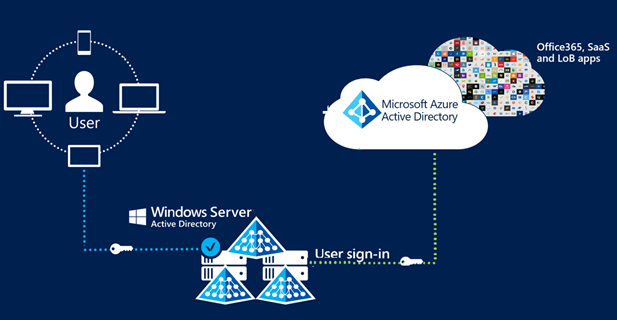 Office365, SaaS
and LoB apps
Microsoft Azure
Active Directory
User
Windows Server
Active Directory
User sign-in